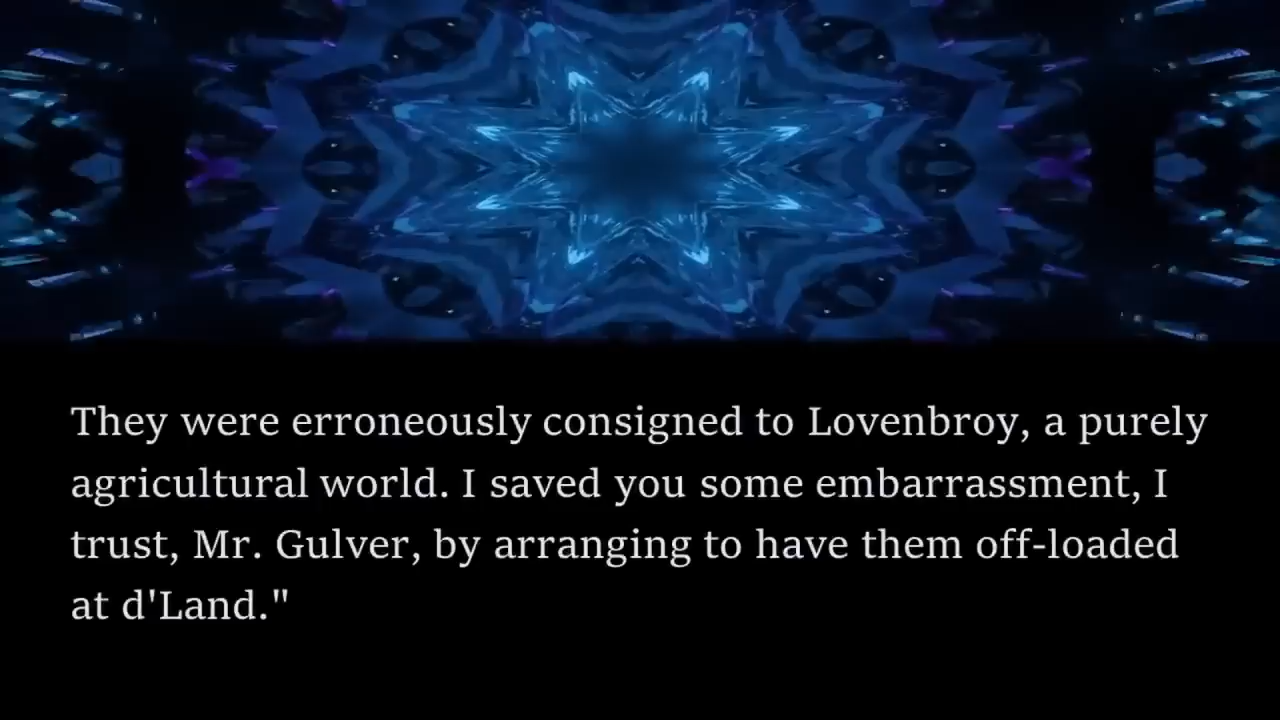 They were erroneously consigned to Lovenbroy, a purely
agricultural world. I saved you some embarrassment, I
trust, Mr. Gulver, by arranging to have them off-loaded
at d'Land."